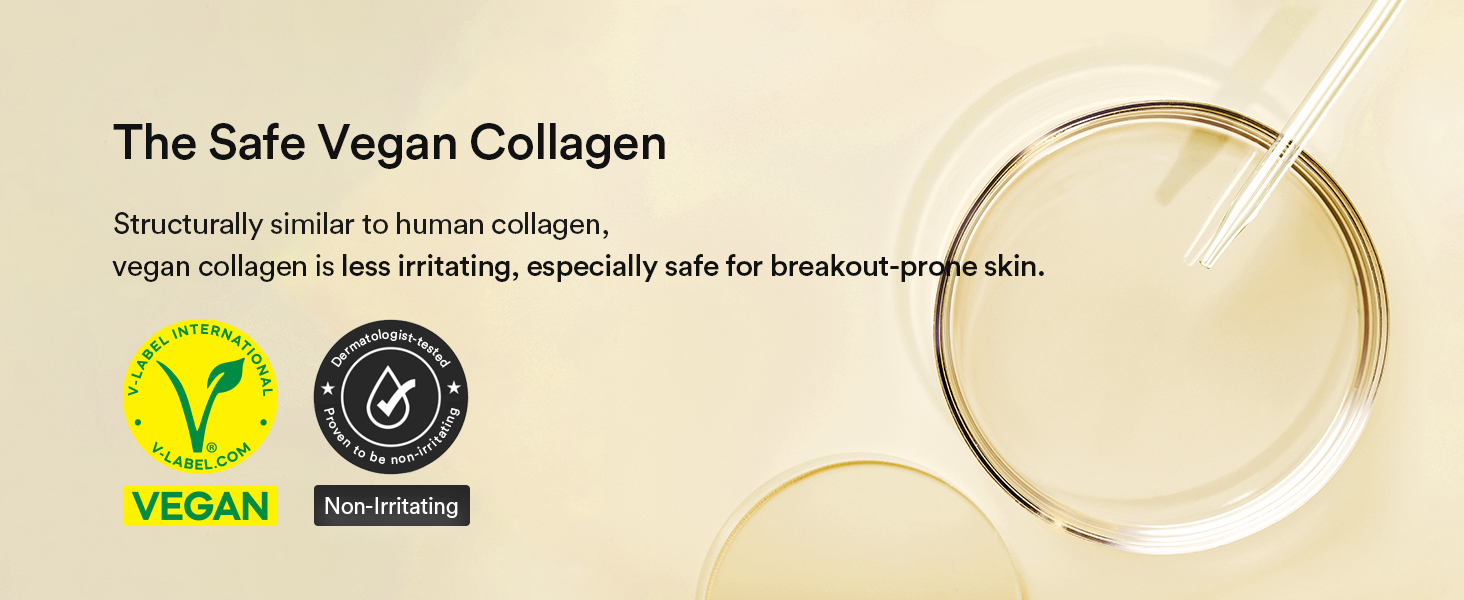 The Safe Vegan Collagen
Structurally similar to human collagen,
vegan collagen is less irritating, especially safe for breakout-prone skin.
V-LABEL INTERNATIONAL
V-LABEL.COM
®
VEGAN
Dermatologist-tested
Proven to be non-irritating
Non-Irritating